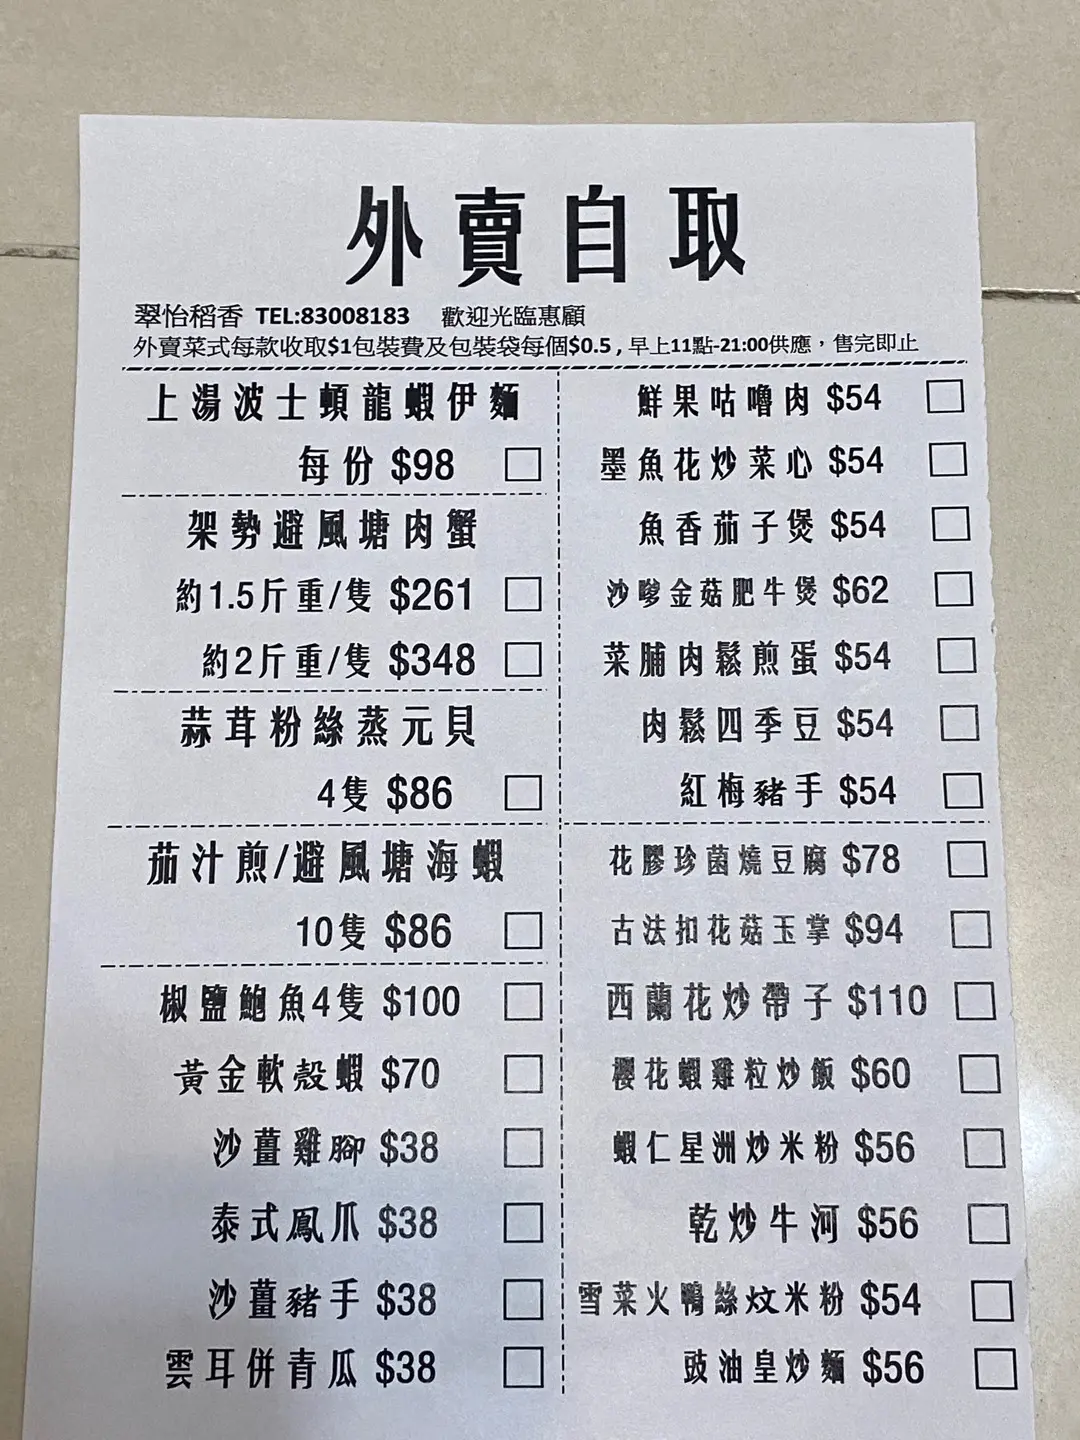 外賣自取
翠怡稻香 TEL:83008183 歡迎光臨惠顧
外賣菜式每款收取$1包裝費及包裝袋每個$0.5 , 早上11點-21:00供應，售完即止
上湯波士頓龍蝦伊麵
每份 $98
架勢避風塘肉蟹
約1.5斤重/隻 $261
約2斤重/隻 $348
蒜茸粉絲蒸元貝
4隻 $86
茄汁煎/避風塘海蝦
10隻 $86
椒鹽鮑魚4隻 $100
黃金軟殼蝦 $70
沙薑雞腳 $38
泰式鳳爪 $38
沙薑豬手 $38
雲耳併青瓜 $38
鮮果咕嚕肉 $54
墨魚花炒菜心 $54
魚香茄子煲 $54
沙嗲金菇肥牛煲 $62
菜脯肉鬆煎蛋 $54
肉鬆四季豆 $54
紅梅豬手 $54
花膠珍菌燒豆腐 $78
古法扣花菇玉掌 $94
西蘭花炒帶子 $110
櫻花蝦雞粒炒飯 $60
蝦仁星洲炒米粉 $56
乾炒牛河 $56
雪菜火鴨絲炆米粉 $54
豉油皇炒麵 $56